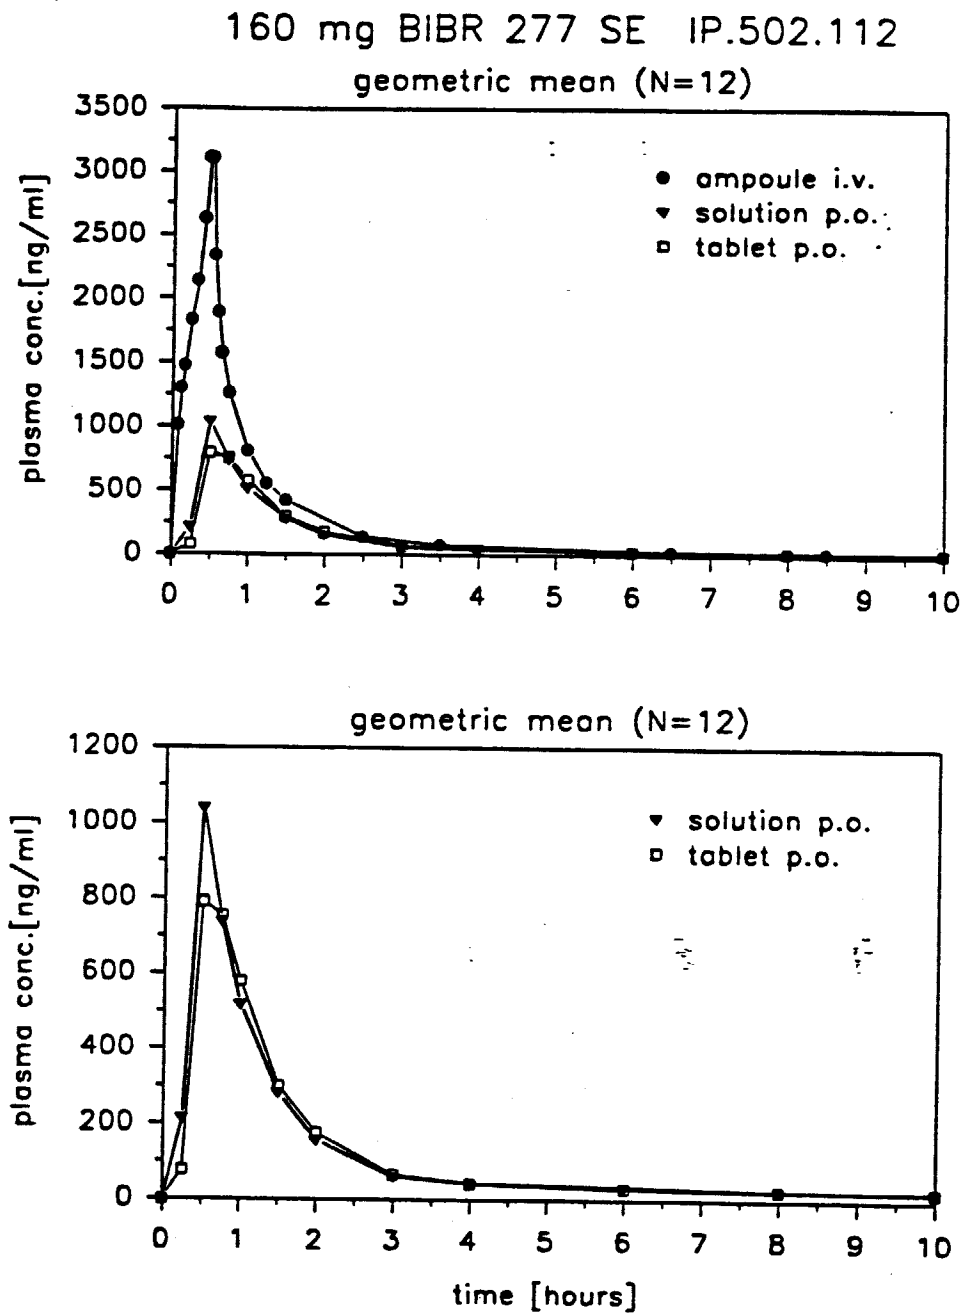 160 mg BIBR 277 SE IP.502.112
geometric mean (N=12)
plasma conc.[ng/ml]
3500
3000
2500
2000
1500
1000
500
0
ampoule i.v.
solution p.o.
tablet p.o.
0 1 2 3 4 5 6 7 8 9 10
geometric mean (N=12)
plasma conc.[ng/ml]
1200
1000
800
600
400
200
0
solution p.o.
tablet p.o.
0 1 2 3 4 5 6 7 8 9 10
time [hours]